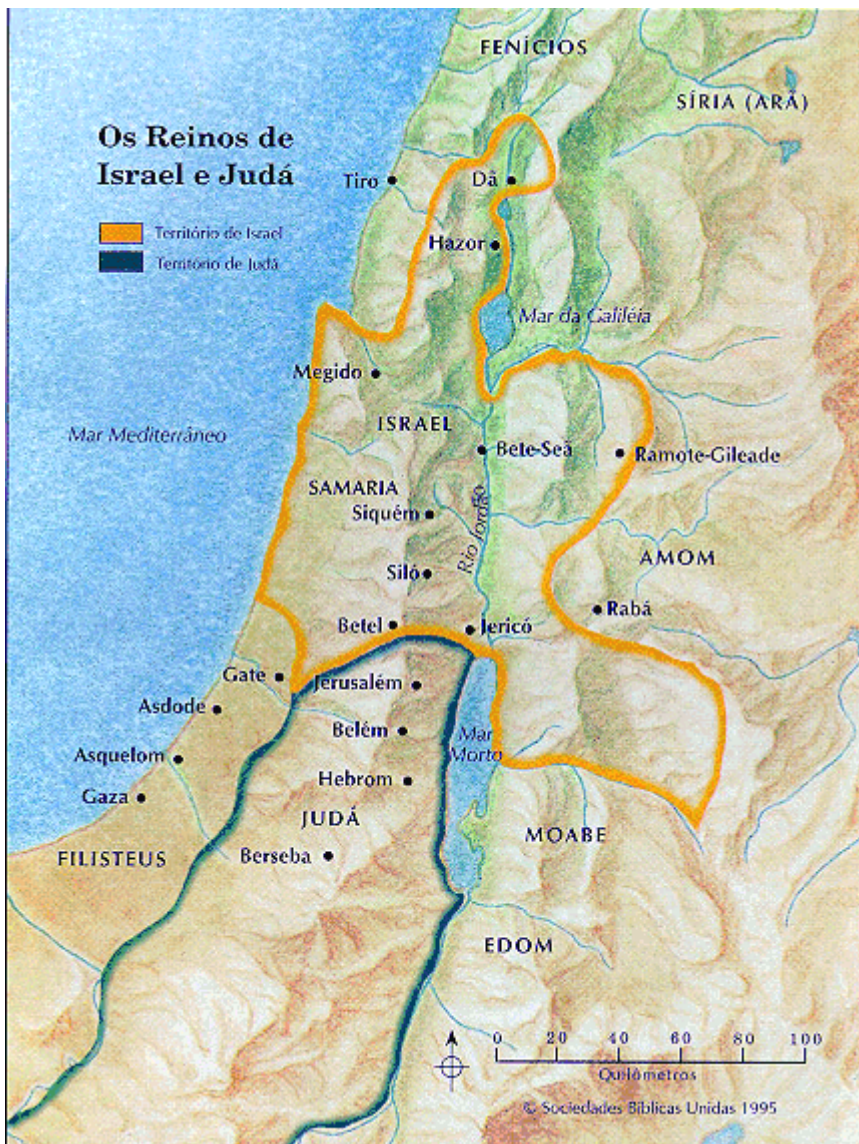 FENÍCIOS
SÍRIA (ARÃ)
Os Reinos de
Israel e Judá
Território de Israel
Território de Judá
Tiro
Dã
Hazor
Mar da Galiléia
Megido
ISRAEL
Mar Mediterrâneo
Bete-Seã
Ramote-Gileade
SAMARIA
Siquém
Rio Jordão
Siló
AMOM
Rabá
Betel
Jericó
Gate
Jerusalém
Asdode
Belém
Mar
Morto
Asquelom
Hebrom
Gaza
JUDÁ
MOABE
FILISTEUS
Berseba
EDOM
0 20 40 60 80 100
Quilômetros
© Sociedades Bíblicas Unidas 1995